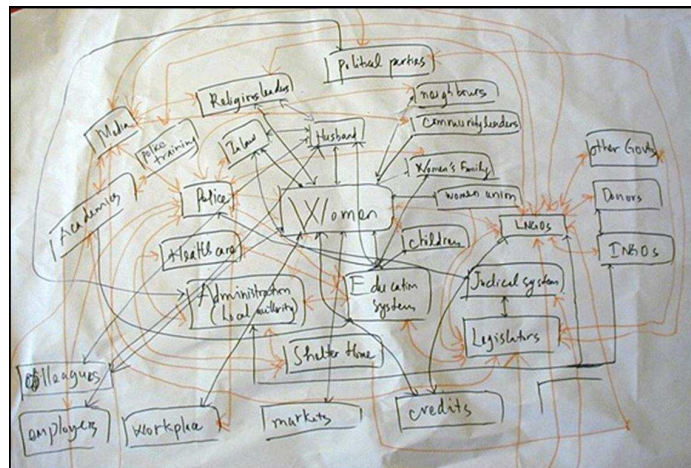 Political parties
Religious leaders
neighbours
Media
community leaders
Inlaw
Husband
police
training
other Govts
Women's Family
Academics
Police
women union
Donors
Women
LNGOs
Health care
children
INGOs
Administration
(Local authority)
Education
system
Judical system
Legislators
Shelter Home
Colleagues
employers
workplace
markets
credits